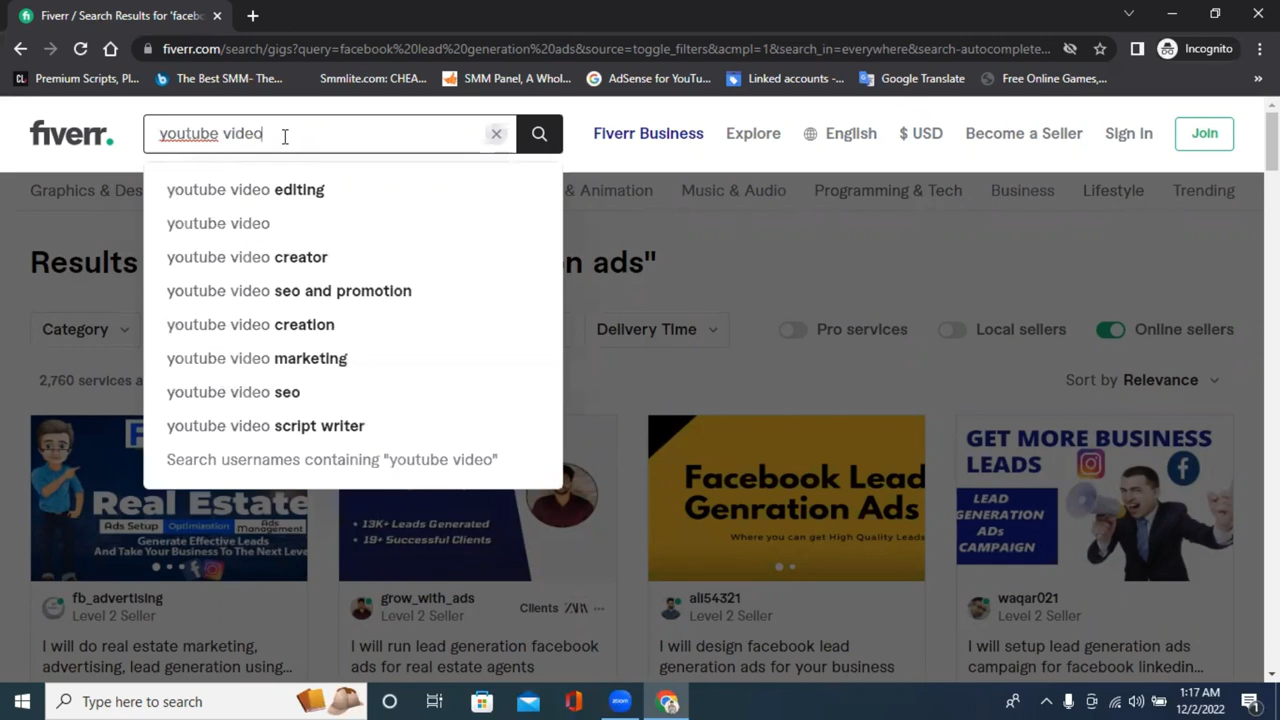 Fiverr / Search Results for 'faceb
fiverr.com/search/gigs?query=facebook%20lead%20generation%20ads&source=toggle_filters&acmpl=1&search_in=everywhere&search-autocomplete...
Incognito
Premium Scripts, Pl...
The Best SMM- The...
Smmlite.com: CHEA...
SMM Panel, A Whol...
AdSense for YouTu...
Linked accounts -...
Google Translate
Free Online Games,...
fiverr.
youtube video
Fiverr Business
Explore
English
$ USD
Become a Seller
Sign In
Join
youtube video editing
youtube video
youtube video creator
youtube video seo and promotion
youtube video creation
youtube video marketing
youtube video seo
youtube video script writer
Search usernames containing "youtube video"
Graphics & Des
& Animation
Music & Audio
Programming & Tech
Business
Lifestyle
Trending
Results
on ads"
Category
Delivery Time
Pro services
Local sellers
Online sellers
2,760 services a
Sort by Relevance
Real Estate
Ads Setup
Optimization
Ads Management
Generate Effective Leads
And Take Your Business To The Next Leve
• 13K+ Leads Generated
• 19+ Successful Clients
Facebook Lead
Genration Ads
Where you can get High Quality Leads
GET MORE BUSINESS
LEADS
LEAD
GENERATION
ADs
CAMPAIGN
fb_advertising
Level 2 Seller
I will do real estate marketing,
advertising, lead generation using...
grow_with_ads
Level 2 Seller
Clients
I will run lead generation facebook
ads for real estate agents
ali54321
Level 2 Seller
I will design facebook lead
generation ads for your business
waqar021
Level 2 Seller
I will setup lead generation ads
campaign for facebook linkedin...
Type here to search
zoom
1:17 AM
12/2/2022
1